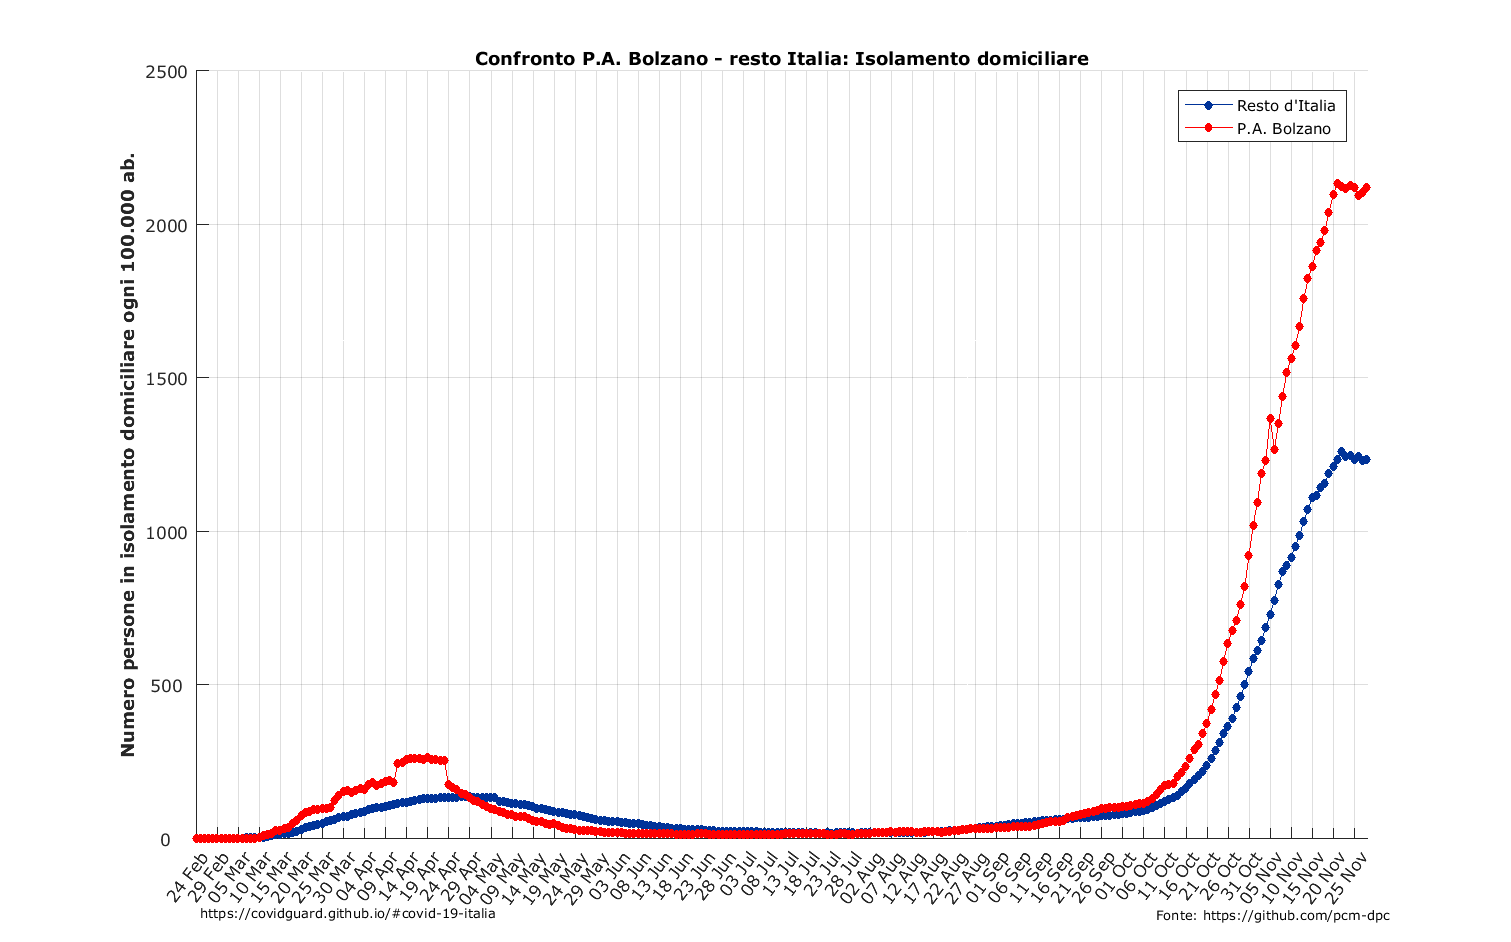 Confronto P.A. Bolzano - resto Italia: Isolamento domiciliare
Numero persone in isolamento domiciliare ogni 100.000 ab.
2500
2000
1500
1000
500
0
Resto d'Italia
P.A. Bolzano
24 Feb
29 Feb
05 Mar
10 Mar
15 Mar
20 Mar
25 Mar
30 Mar
04 Apr
09 Apr
14 Apr
19 Apr
24 Apr
29 Apr
04 May
09 May
14 May
19 May
24 May
29 May
03 Jun
08 Jun
13 Jun
18 Jun
23 Jun
28 Jun
03 Jul
08 Jul
13 Jul
18 Jul
23 Jul
28 Jul
02 Aug
07 Aug
12 Aug
17 Aug
22 Aug
27 Aug
01 Sep
06 Sep
11 Sep
16 Sep
21 Sep
26 Sep
01 Oct
06 Oct
11 Oct
16 Oct
21 Oct
26 Oct
31 Oct
05 Nov
10 Nov
15 Nov
20 Nov
25 Nov
https://covidguard.github.io/#covid-19-italia
Fonte: https://github.com/pcm-dpc